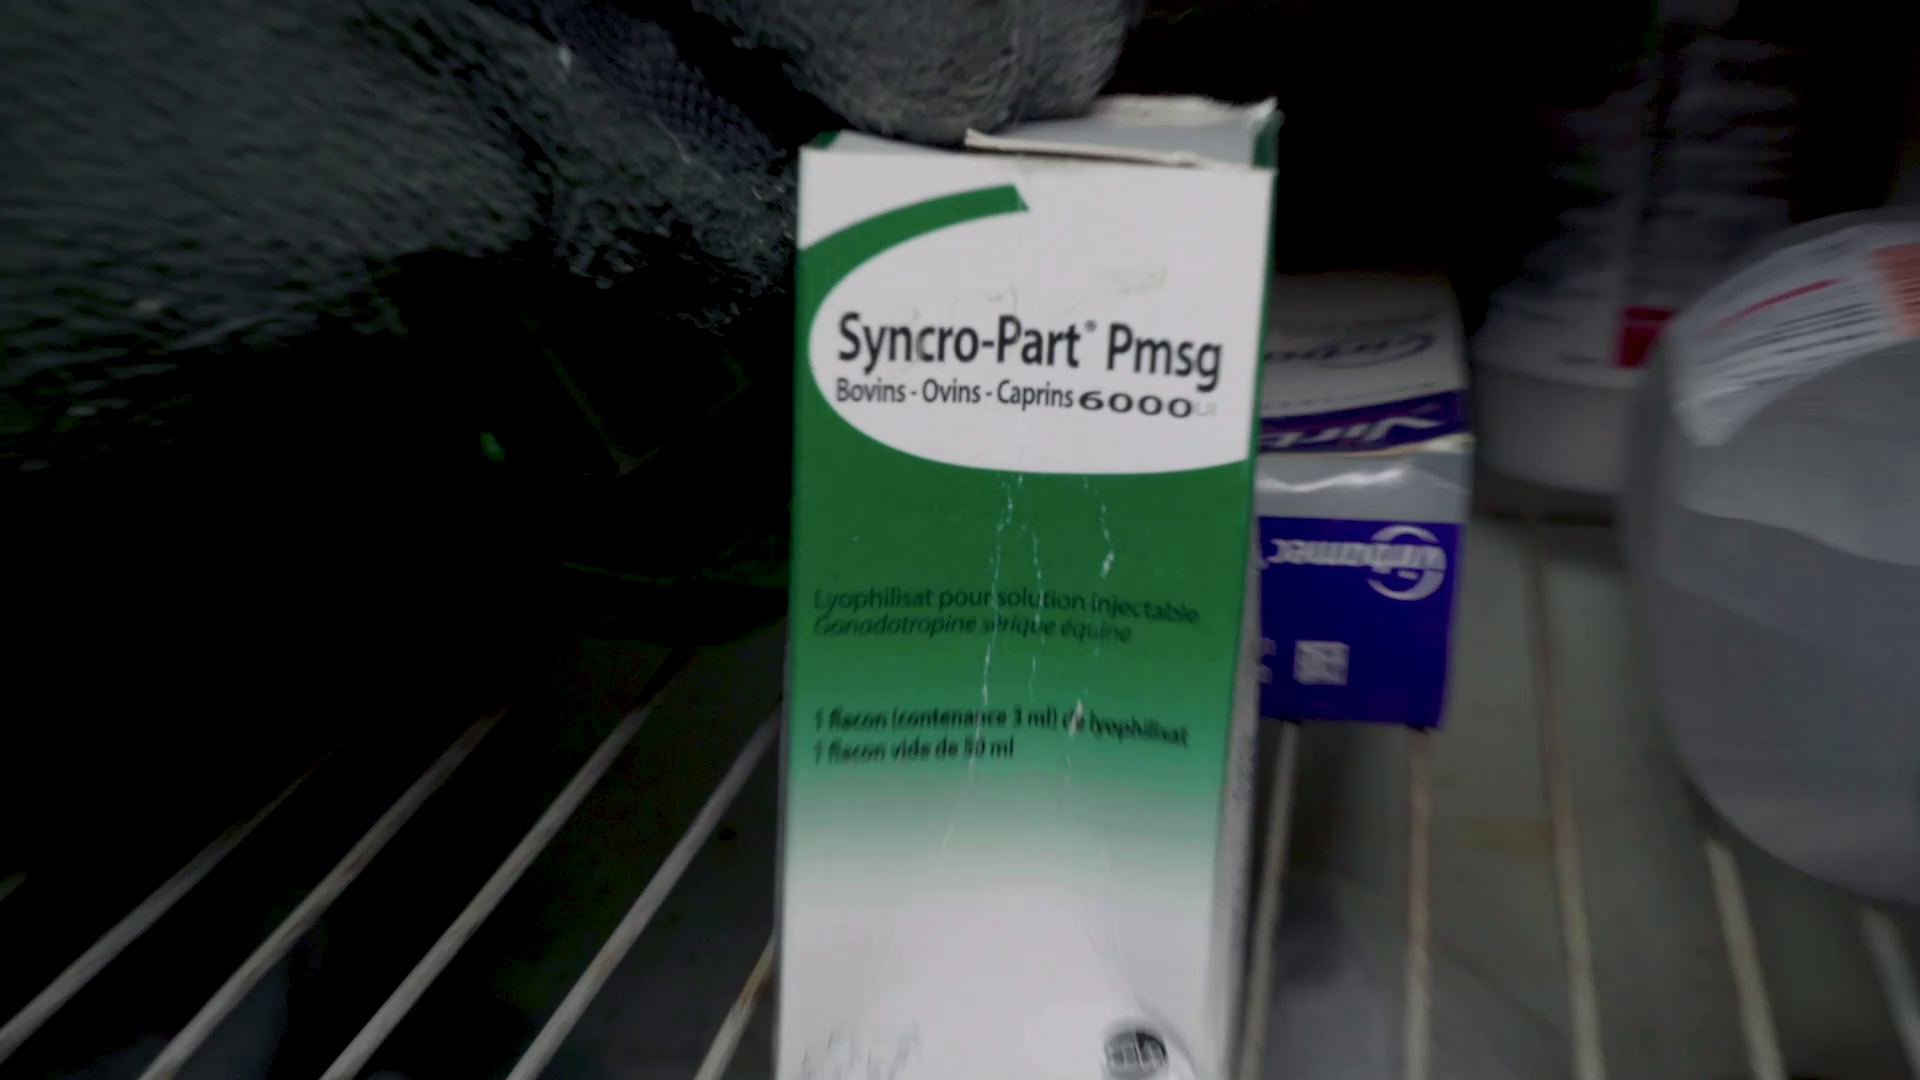 Syncro-Part® Pmsg
Bovins - Ovins - Caprins 6000 UI
Lyophilisat pour solution injectable
Gonadotropine sérique équine
1 flacon (contenance 3 ml) de lyophilisat
1 flacon vide de 50 ml